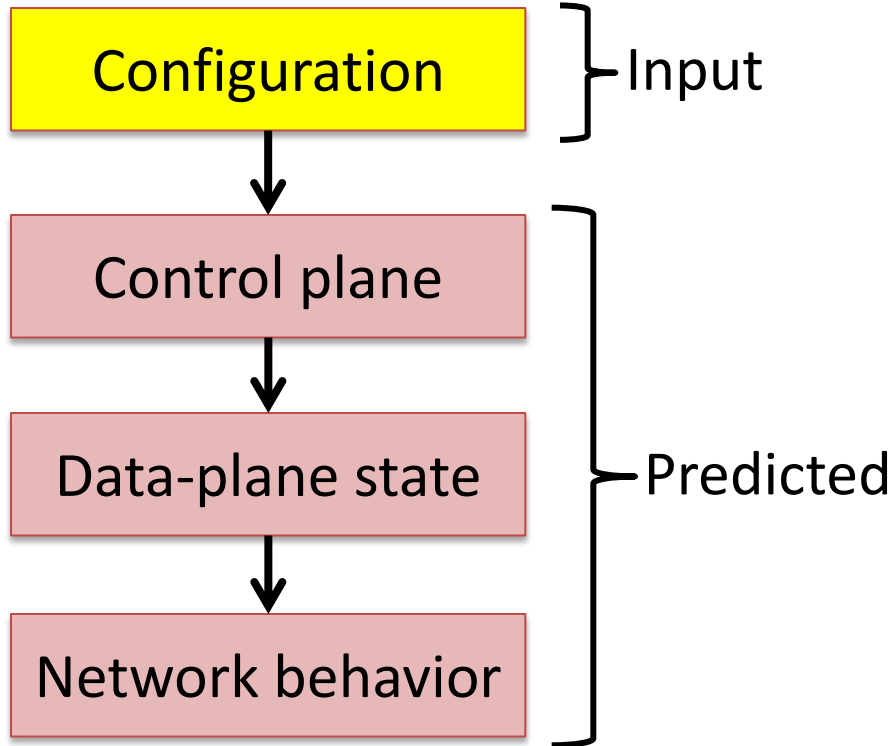 Configuration
Input
Control plane
Data-plane state
Predicted
Network behavior